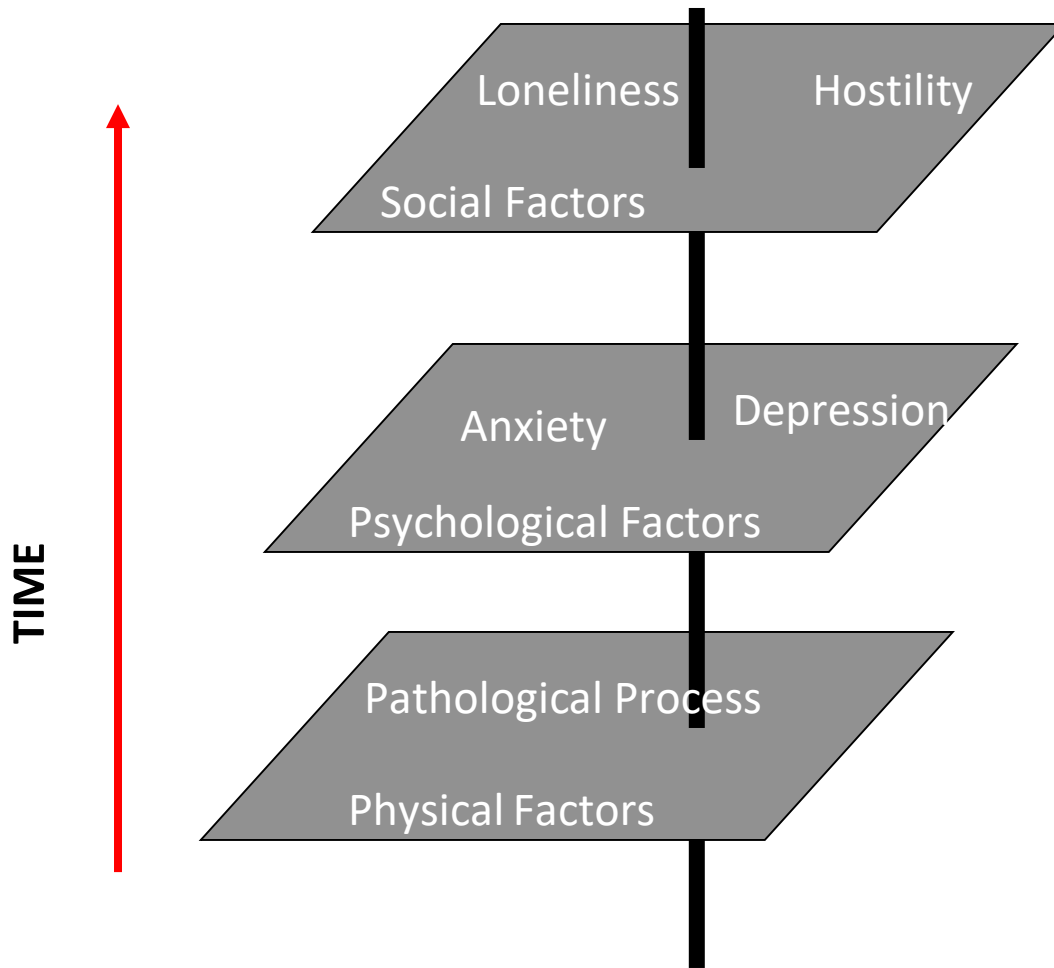 Loneliness
Hostility
Social Factors
Anxiety
Depression
Psychological Factors
TIME
Pathological Process
Physical Factors